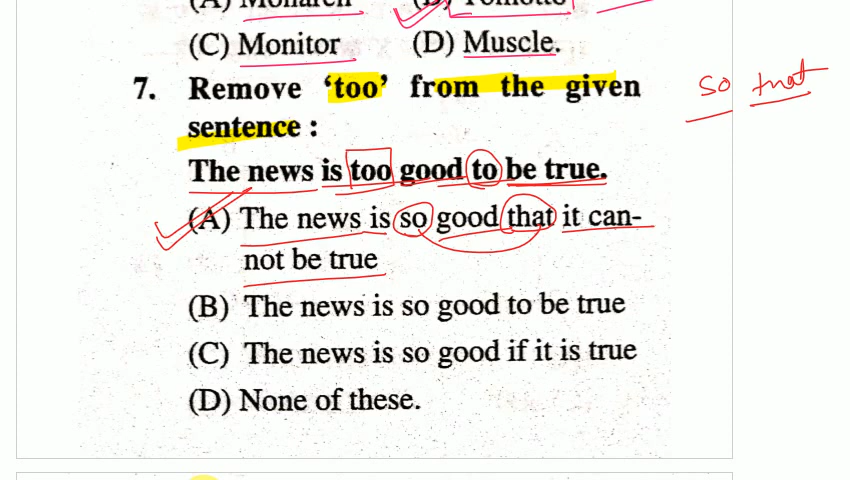 (A) Monarch (B) Tomotto
(C) Monitor (D) Muscle.
7. Remove ‘too’ from the given
so that
sentence :
The news is too good to be true.
(A) The news is so good that it can-
not be true
(B) The news is so good to be true
(C) The news is so good if it is true
(D) None of these.